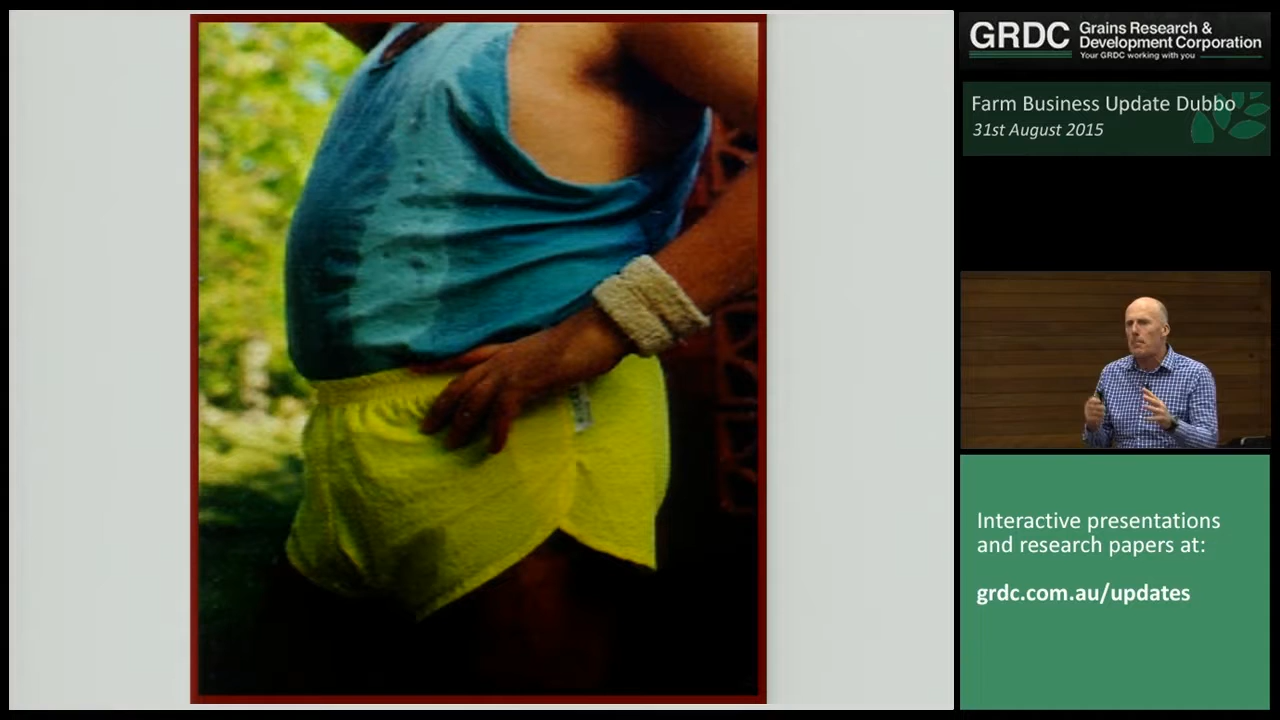 GRDC
Grains Research &
Development Corporation
Your GRDC working with you
Farm Business Update Dubbo
31st August 2015
Interactive presentations
and research papers at:
grdc.com.au/updates